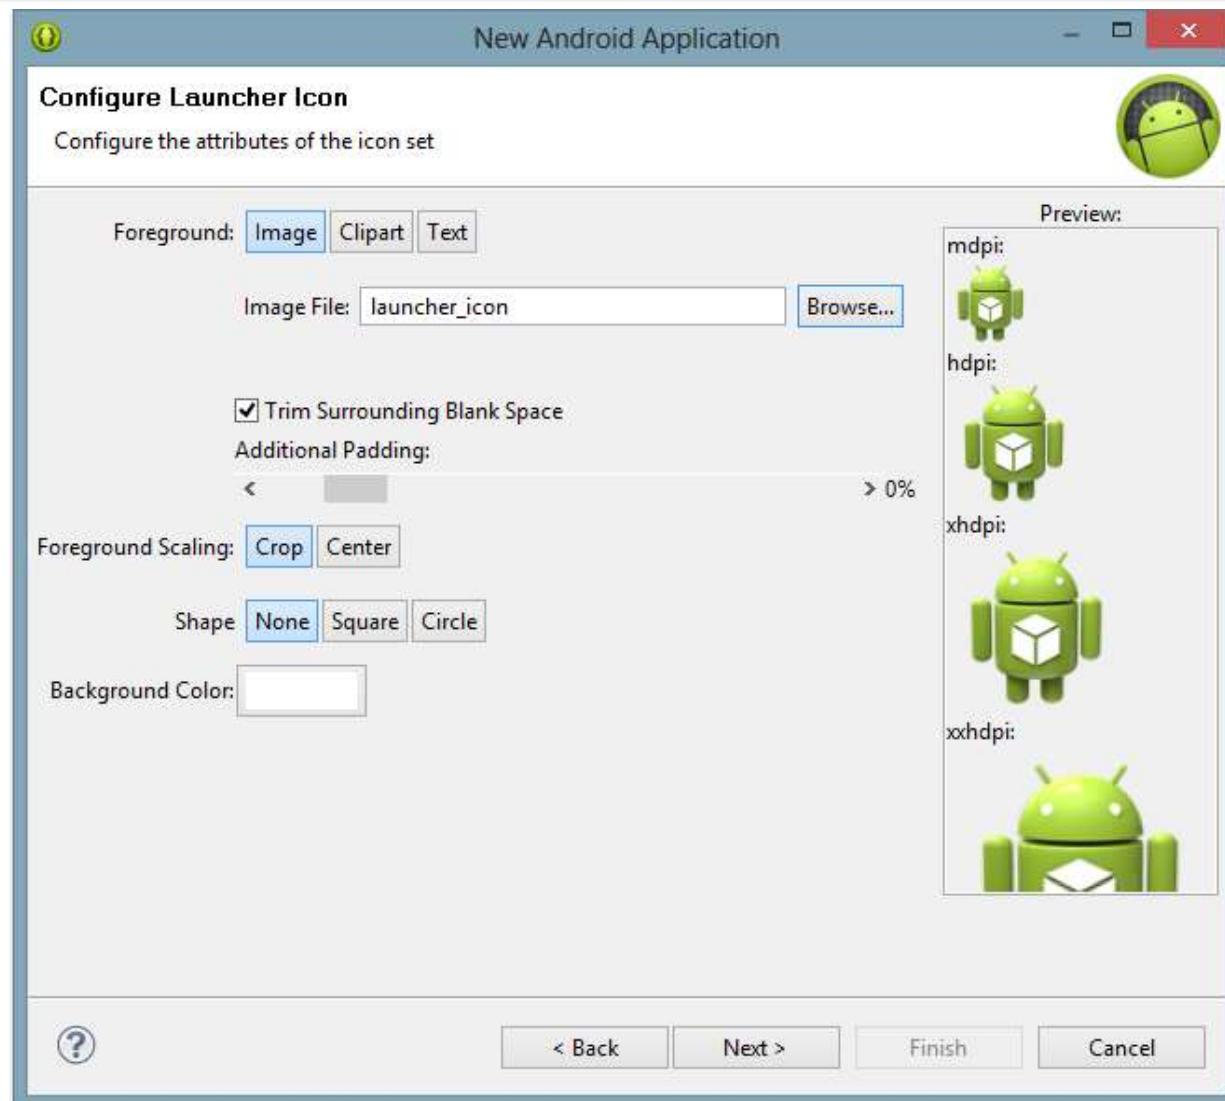 New Android Application
Configure Launcher Icon
Configure the attributes of the icon set
Foreground: Image Clipart Text
Image File: launcher_icon Browse...
Trim Surrounding Blank Space
Additional Padding:
< > 0%
Foreground Scaling: Crop Center
Shape None Square Circle
Background Color:
Preview:
mdpi:
hdpi:
xhdpi:
xxhdpi:
? < Back Next > Finish Cancel